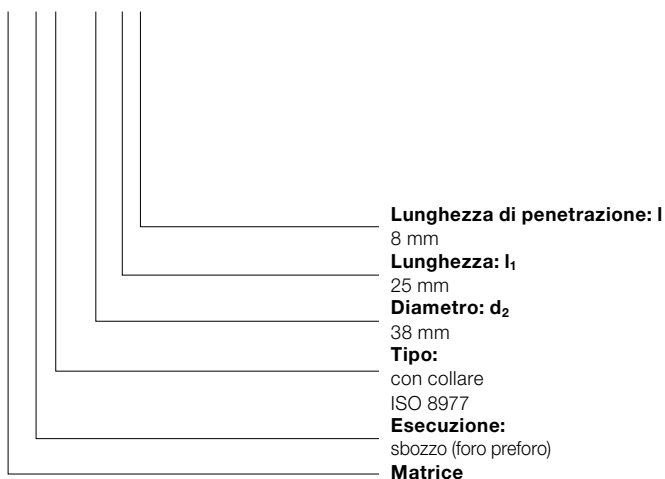 Lunghezza di penetrazione: l
8 mm
Lunghezza: l₁
25 mm
Diametro: d₂
38 mm
Tipo:
con collare
ISO 8977
Esecuzione:
sbozzo (foro preforo)
Matrice